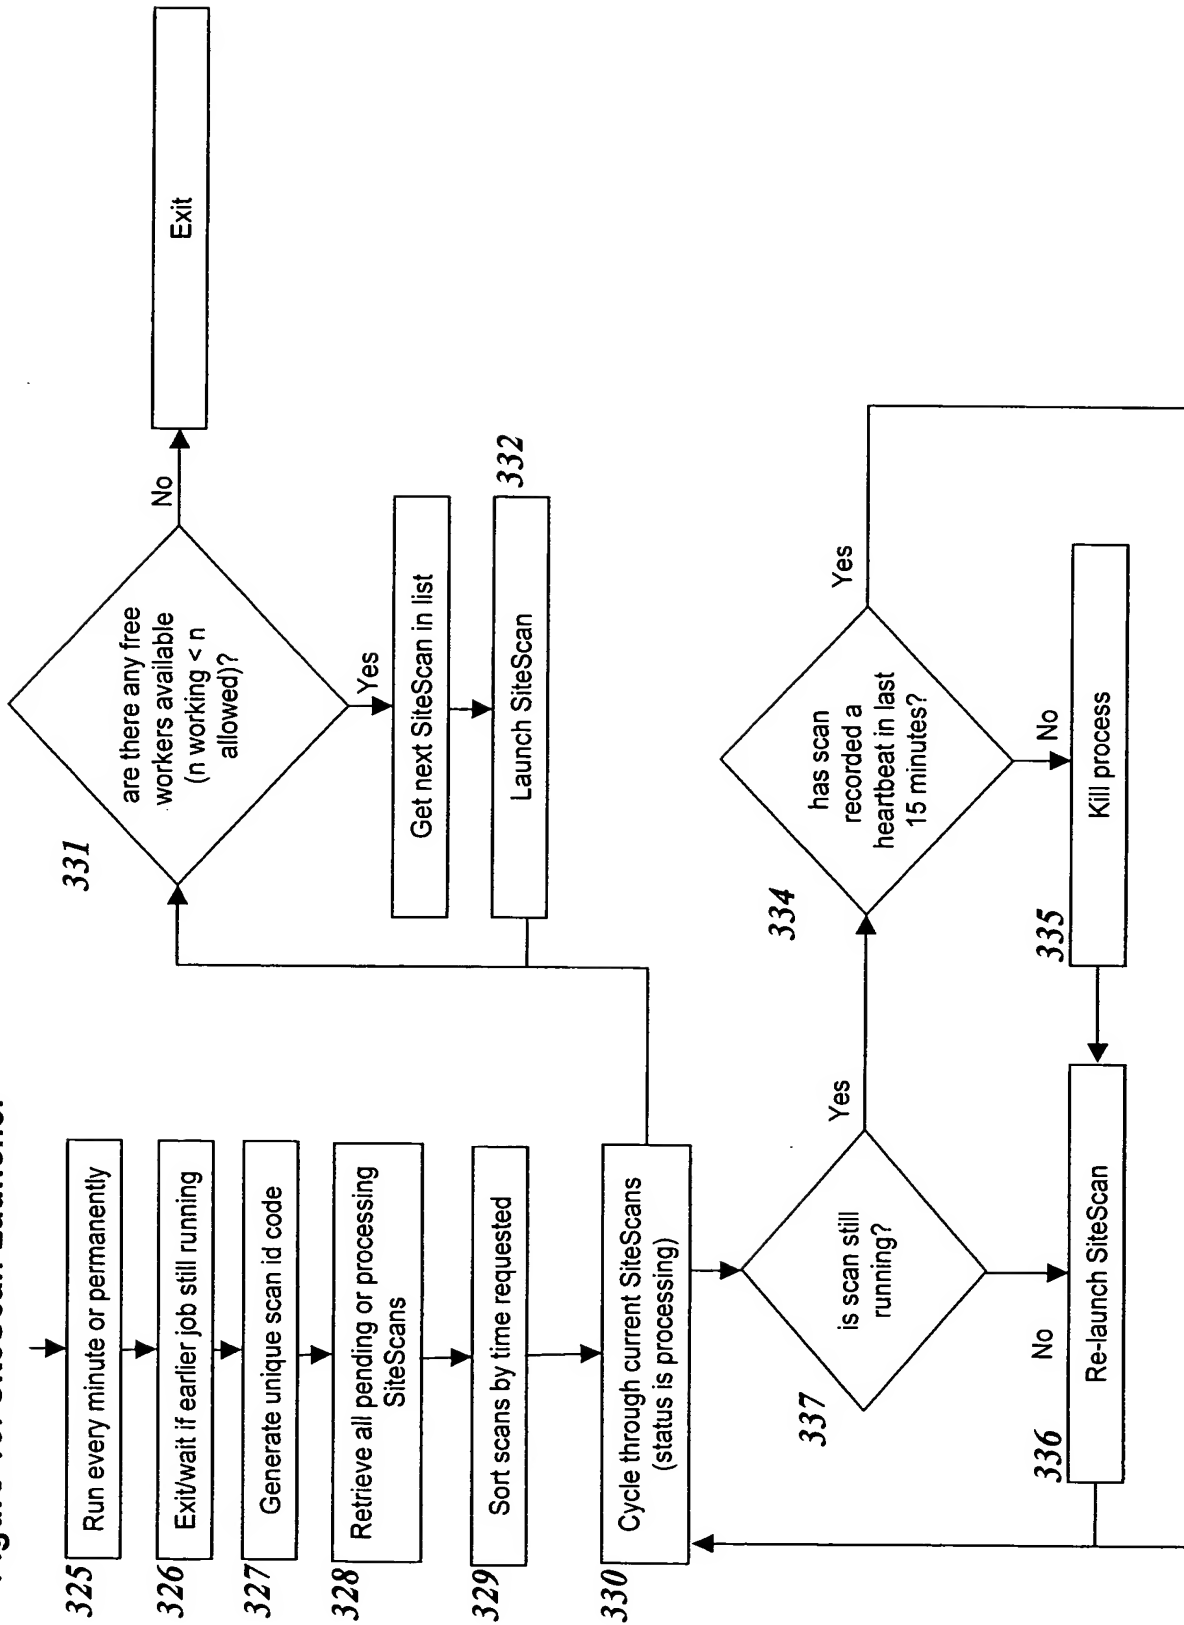 325
Run every minute or permanently
326
Exit/wait if earlier job still running
327
Generate unique scan id code
328
Retrieve all pending or processing
SiteScans
329
Sort scans by time requested
330
Cycle through current SiteScans
(status is processing)
331
are there any free
workers available
(n working < n
allowed)?
No
Exit
Yes
Get next SiteScan in list
332
Launch SiteScan
337
is scan still
running?
Yes
No
334
has scan
recorded a
heartbeat in last
15 minutes?
Yes
No
335
Kill process
336
Re-launch SiteScan